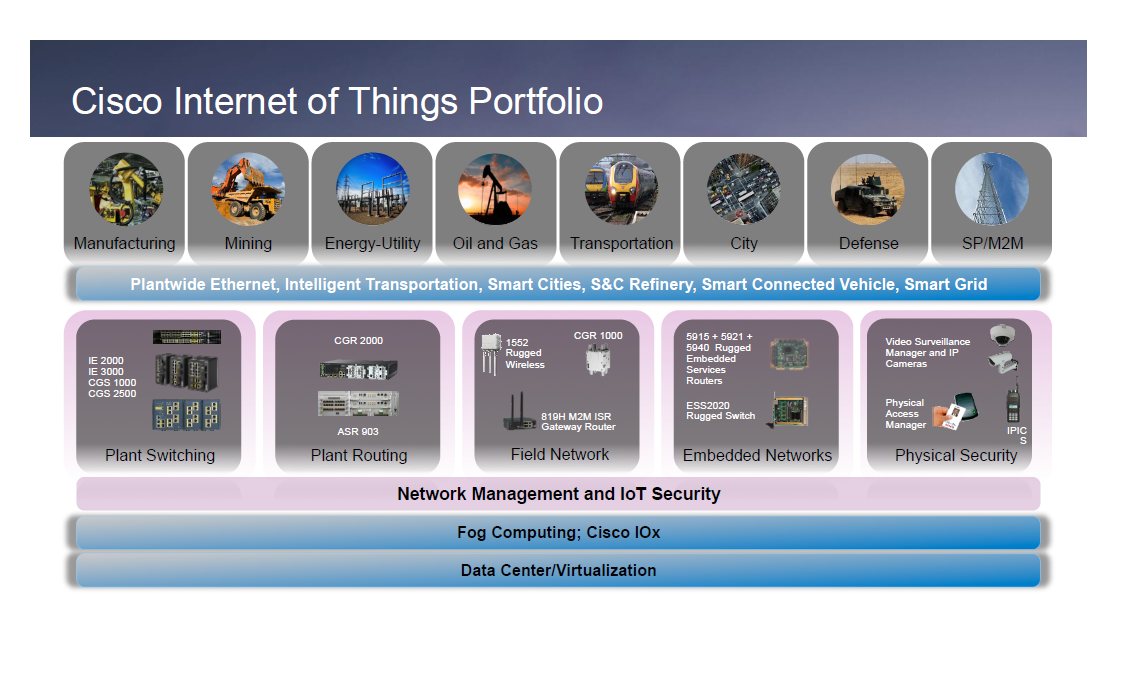 Cisco Internet of Things Portfolio
Manufacturing
Mining
Energy-Utility
Oil and Gas
Transportation
City
Defense
SP/M2M
Plantwide Ethernet, Intelligent Transportation, Smart Cities, S&C Refinery, Smart Connected Vehicle, Smart Grid
IE 2000
IE 3000
CGS 1000
CGS 2500
Plant Switching
CGR 2000
ASR 903
Plant Routing
1552
Rugged
Wireless
CGR 1000
819H M2M ISR
Gateway Router
Field Network
5915 + 5921 +
5940 Rugged
Embedded
Services
Routers
ESS2020
Rugged Switch
Embedded Networks
Video Surveillance
Manager and IP
Cameras
Physical
Access
Manager
IPIC
S
Physical Security
Network Management and IoT Security
Fog Computing; Cisco IOx
Data Center/Virtualization